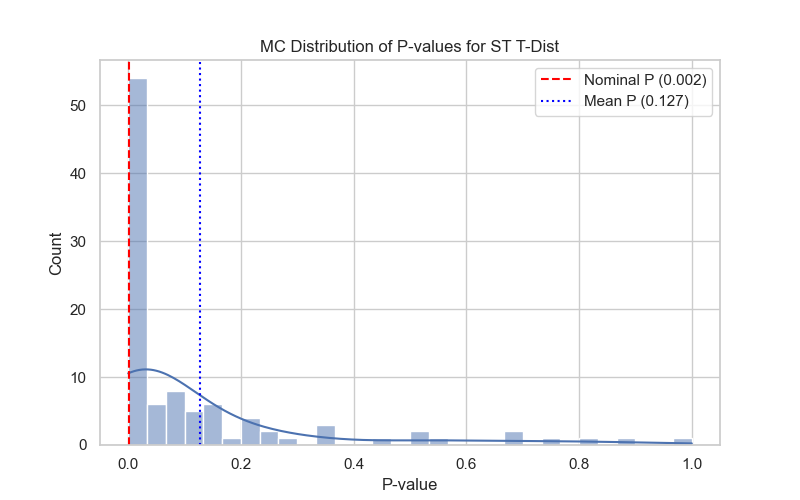 MC Distribution of P-values for ST T-Dist
Nominal P (0.002)
Mean P (0.127)
Count
50
40
30
20
10
0
0.0 0.2 0.4 0.6 0.8 1.0
P-value